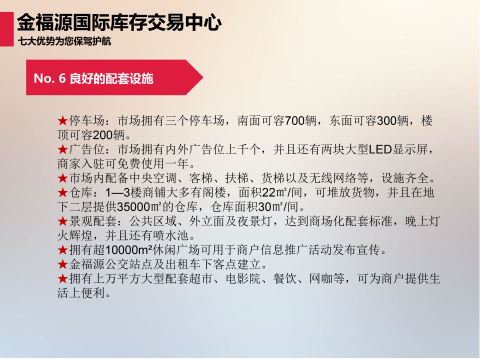 金福源国际库存交易中心
七大优势为您保驾护航
No. 6 良好的配套设施
★停车场：市场拥有三个停车场，南面可容700辆，东面可容300辆，楼
顶可容200辆。
★广告位：市场拥有内外广告位上千个，并且还有两块大型LED显示屏，
商家入驻可免费使用一年。
★市场内配备中央空调、客梯、扶梯、货梯以及无线网络等，设施齐全。
★仓库：1—3楼商铺大多有阁楼，面积22㎡/间，可堆放货物，并且在地
下二层提供35000㎡的仓库，仓库面积30㎡/间。
★景观配套：公共区域、外立面及夜景灯，达到商场化配套标准，晚上灯
火辉煌，并且还有喷水池。
★拥有超10000m²休闲广场可用于商户信息推广活动发布宣传。
★金福源公交站点及出租车下客点建立。
★拥有上万平方大型配套超市、电影院、餐饮、网咖等，可为商户提供生
活上便利。